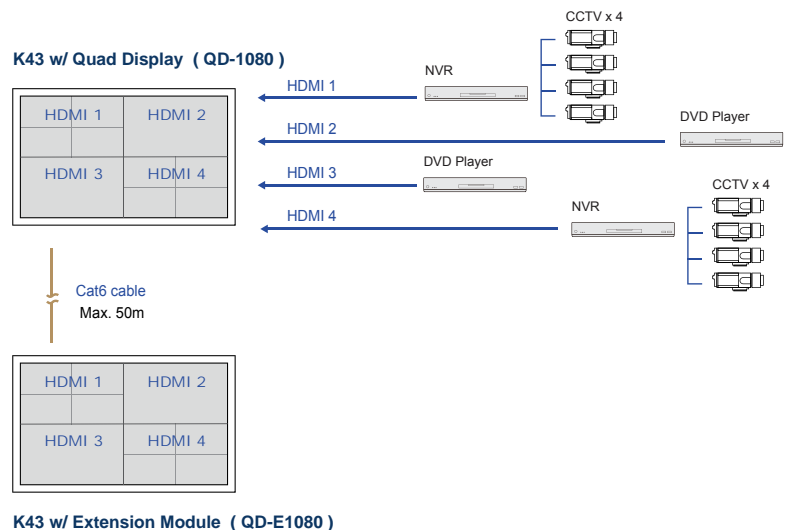 CCTV x 4
K43 w/ Quad Display ( QD-1080 )
NVR
HDMI 1
HDMI 1
HDMI 2
HDMI 2
DVD Player
HDMI 3
HDMI 4
DVD Player
HDMI 3
CCTV x 4
NVR
HDMI 4
Cat6 cable
Max. 50m
HDMI 1
HDMI 2
HDMI 3
HDMI 4
K43 w/ Extension Module ( QD-E1080 )